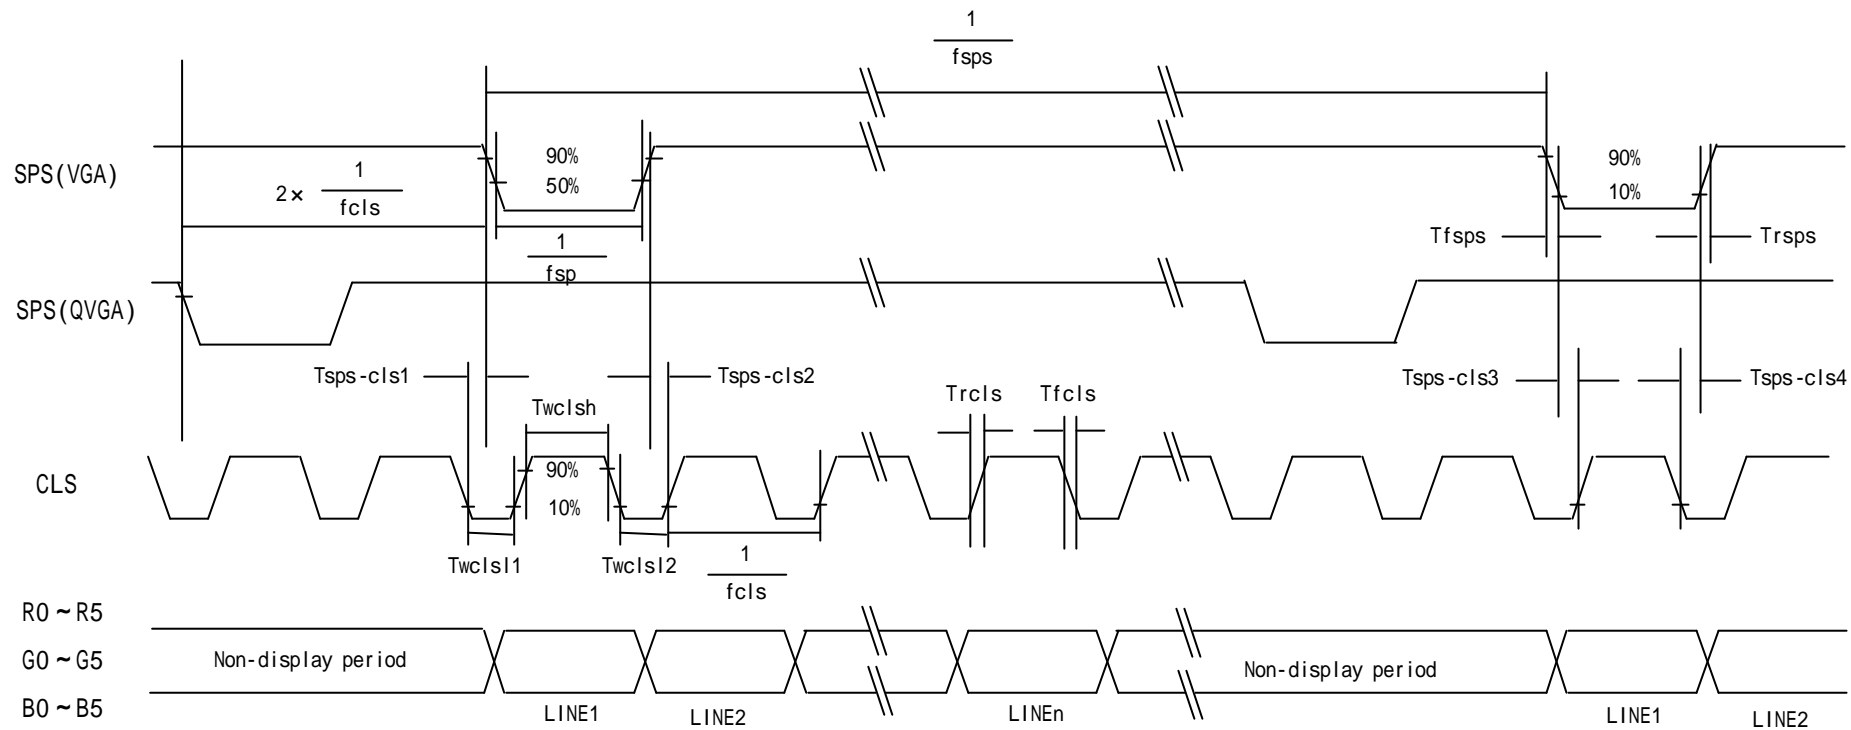 1
fsps
SPS(VGA)
2× 1
fcls
90%
50%
1
fsp
90%
10%
Tfsps
Trsps
SPS(QVGA)
Tsps-cls1
Tsps-cls2
Tsps-cls3
Tsps-cls4
Twclsh
Trcls
Tfcls
CLS
90%
10%
Twclsl1
Twclsl2
1
fcls
R0~R5
G0~G5
B0~B5
Non-display period
Non-display period
LINE1
LINE2
LINEn
LINE1
LINE2